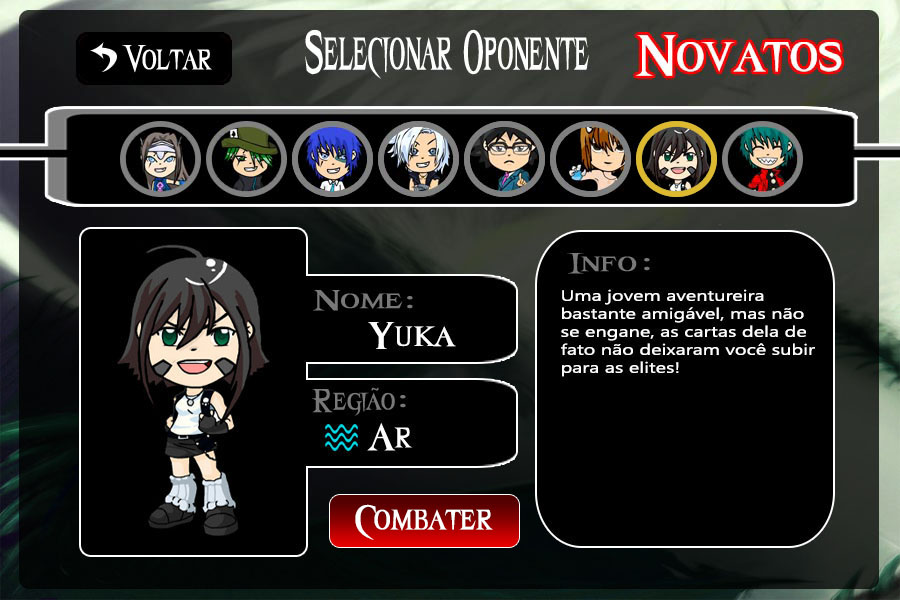 Voltar
Selecionar Oponente
Novatos
Nome:
Yuka
Região:
Ar
Combater
Info:
Uma jovem aventureira
bastante amigável, mas não
se engane, as cartas dela de
fato não deixaram você subir
para as elites!